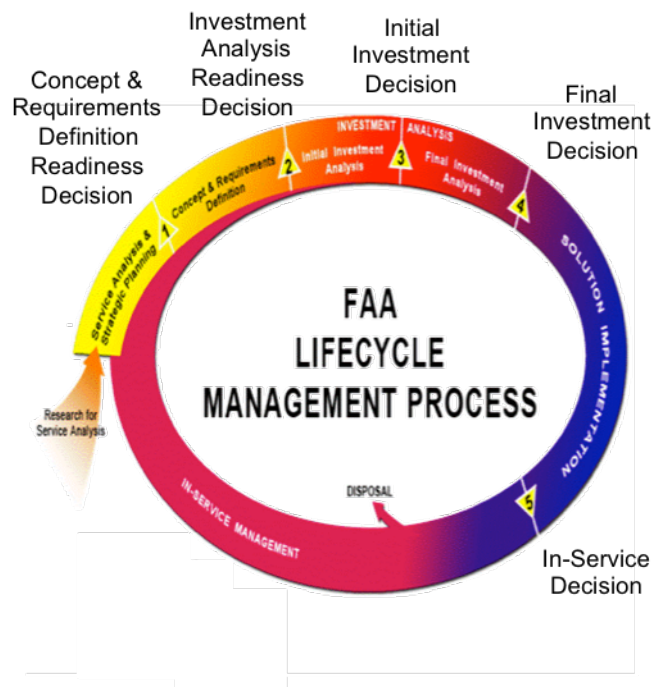 Concept &
Requirements
Definition
Readiness
Decision
Investment
Analysis
Readiness
Decision
Initial
Investment
Decision
Final
Investment
Decision
INVESTMENT ANALYSIS
Service Analysis &
Strategic Planning
1
Concept & Requirements
Definition
2
Initial Investment
Analysis
3
Final Investment
Analysis
4
SOLUTION IMPLEMENTATION
5
In-Service
Decision
IN-SERVICE MANAGEMENT
DISPOSAL
Research for
Service Analysis
FAA
LIFECYCLE
MANAGEMENT PROCESS